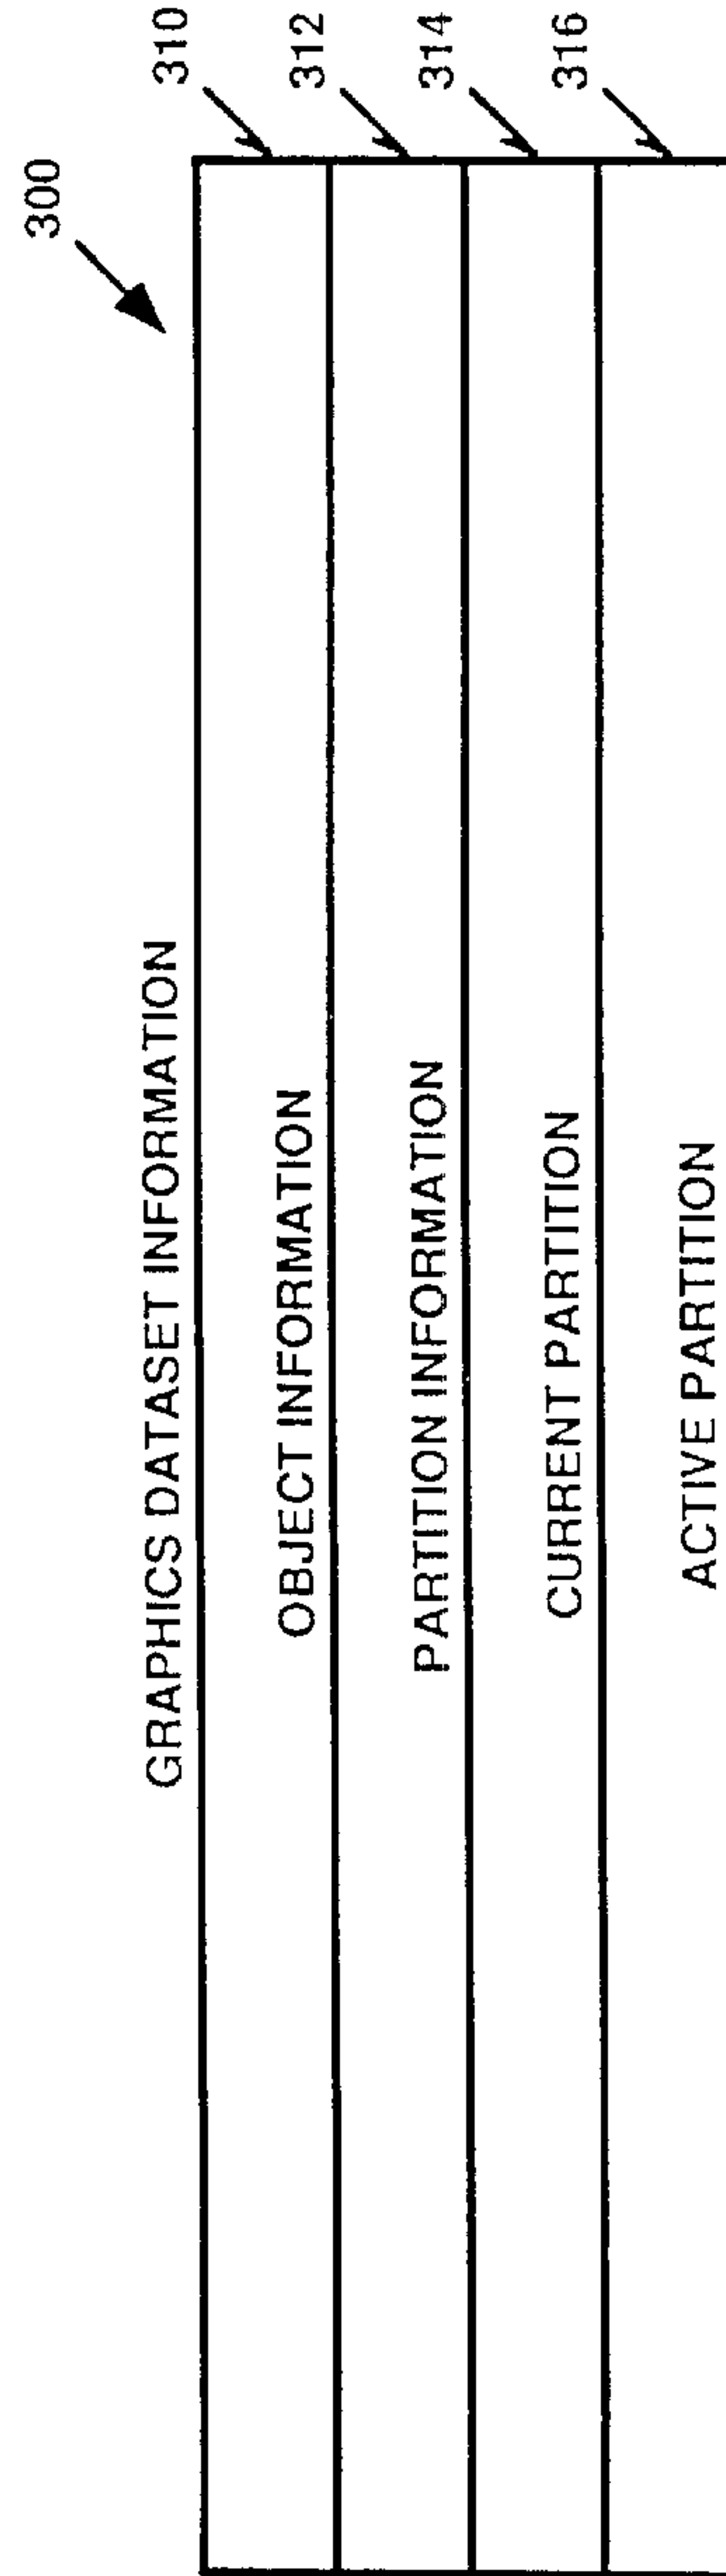 300
GRAPHICS DATASET INFORMATION
310
OBJECT INFORMATION
312
PARTITION INFORMATION
314
CURRENT PARTITION
316
ACTIVE PARTITION